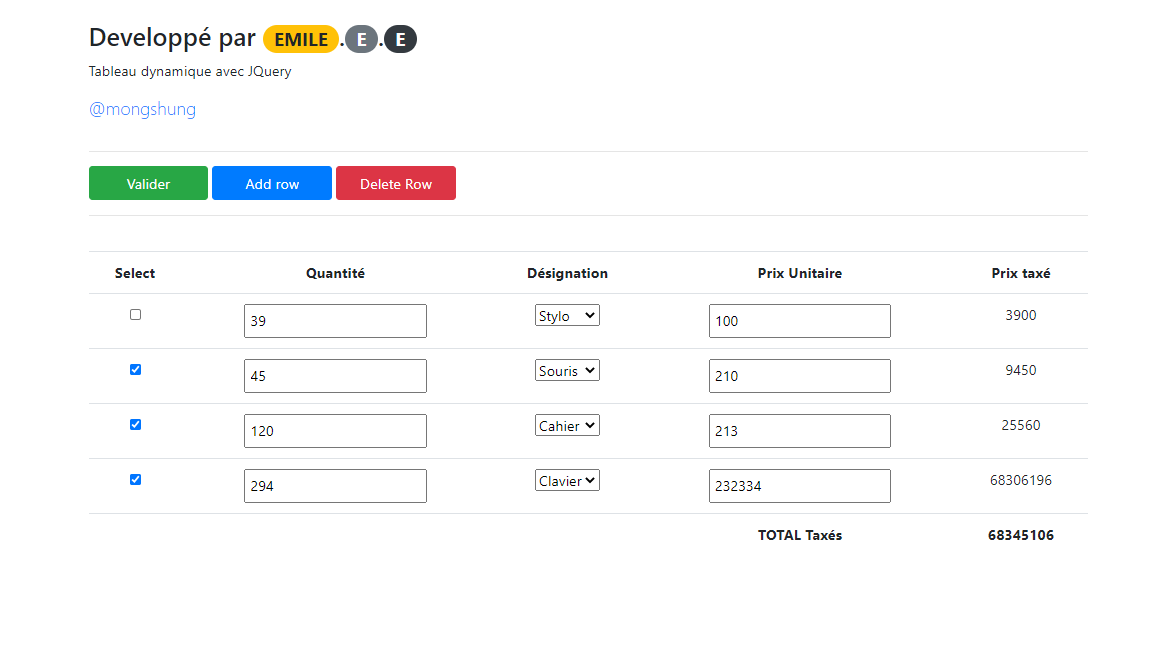 Developpé par EMILE.E.E
Tableau dynamique avec JQuery
@mongshung
Valider Add row Delete Row
Select Quantité Désignation Prix Unitaire Prix taxé
39 Stylo 100 3900
45 Souris 210 9450
120 Cahier 213 25560
294 Clavier 232334 68306196
TOTAL Taxés 68345106